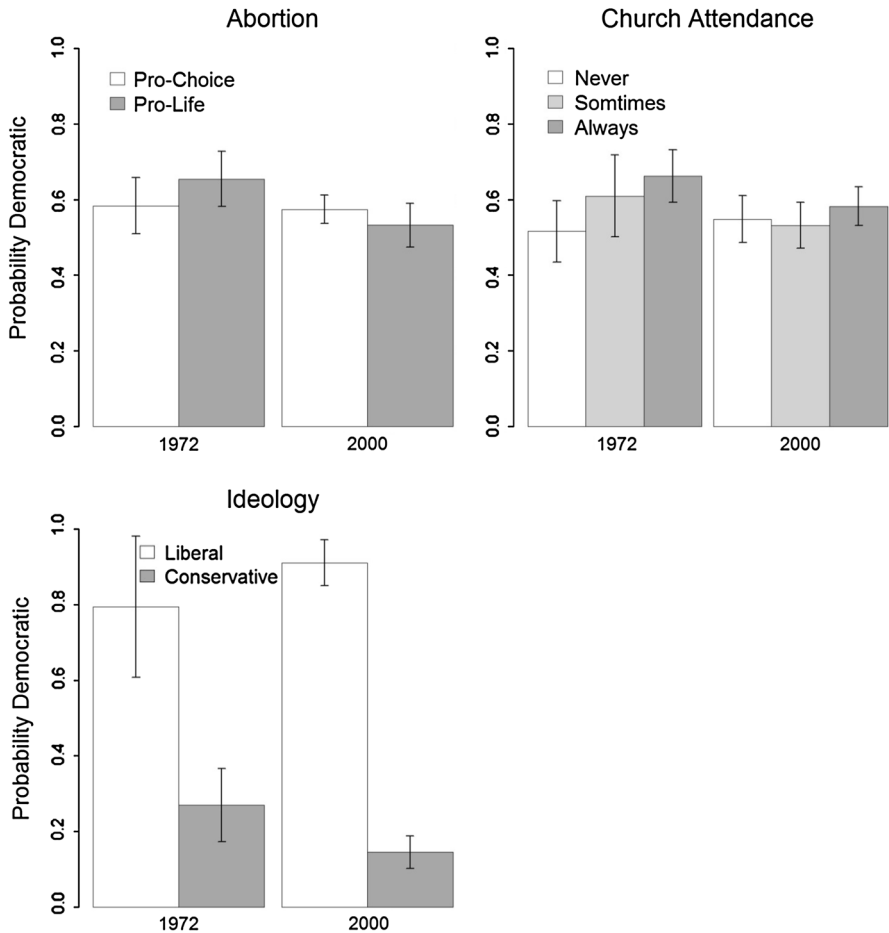 Abortion
Probability Democratic
1.0
0.8
0.6
0.4
0.2
0.0
Pro-Choice
Pro-Life
1972
2000
Church Attendance
1.0
0.8
0.6
0.4
0.2
0.0
Never
Somtimes
Always
1972
2000
Ideology
Probability Democratic
1.0
0.8
0.6
0.4
0.2
0.0
Liberal
Conservative
1972
2000